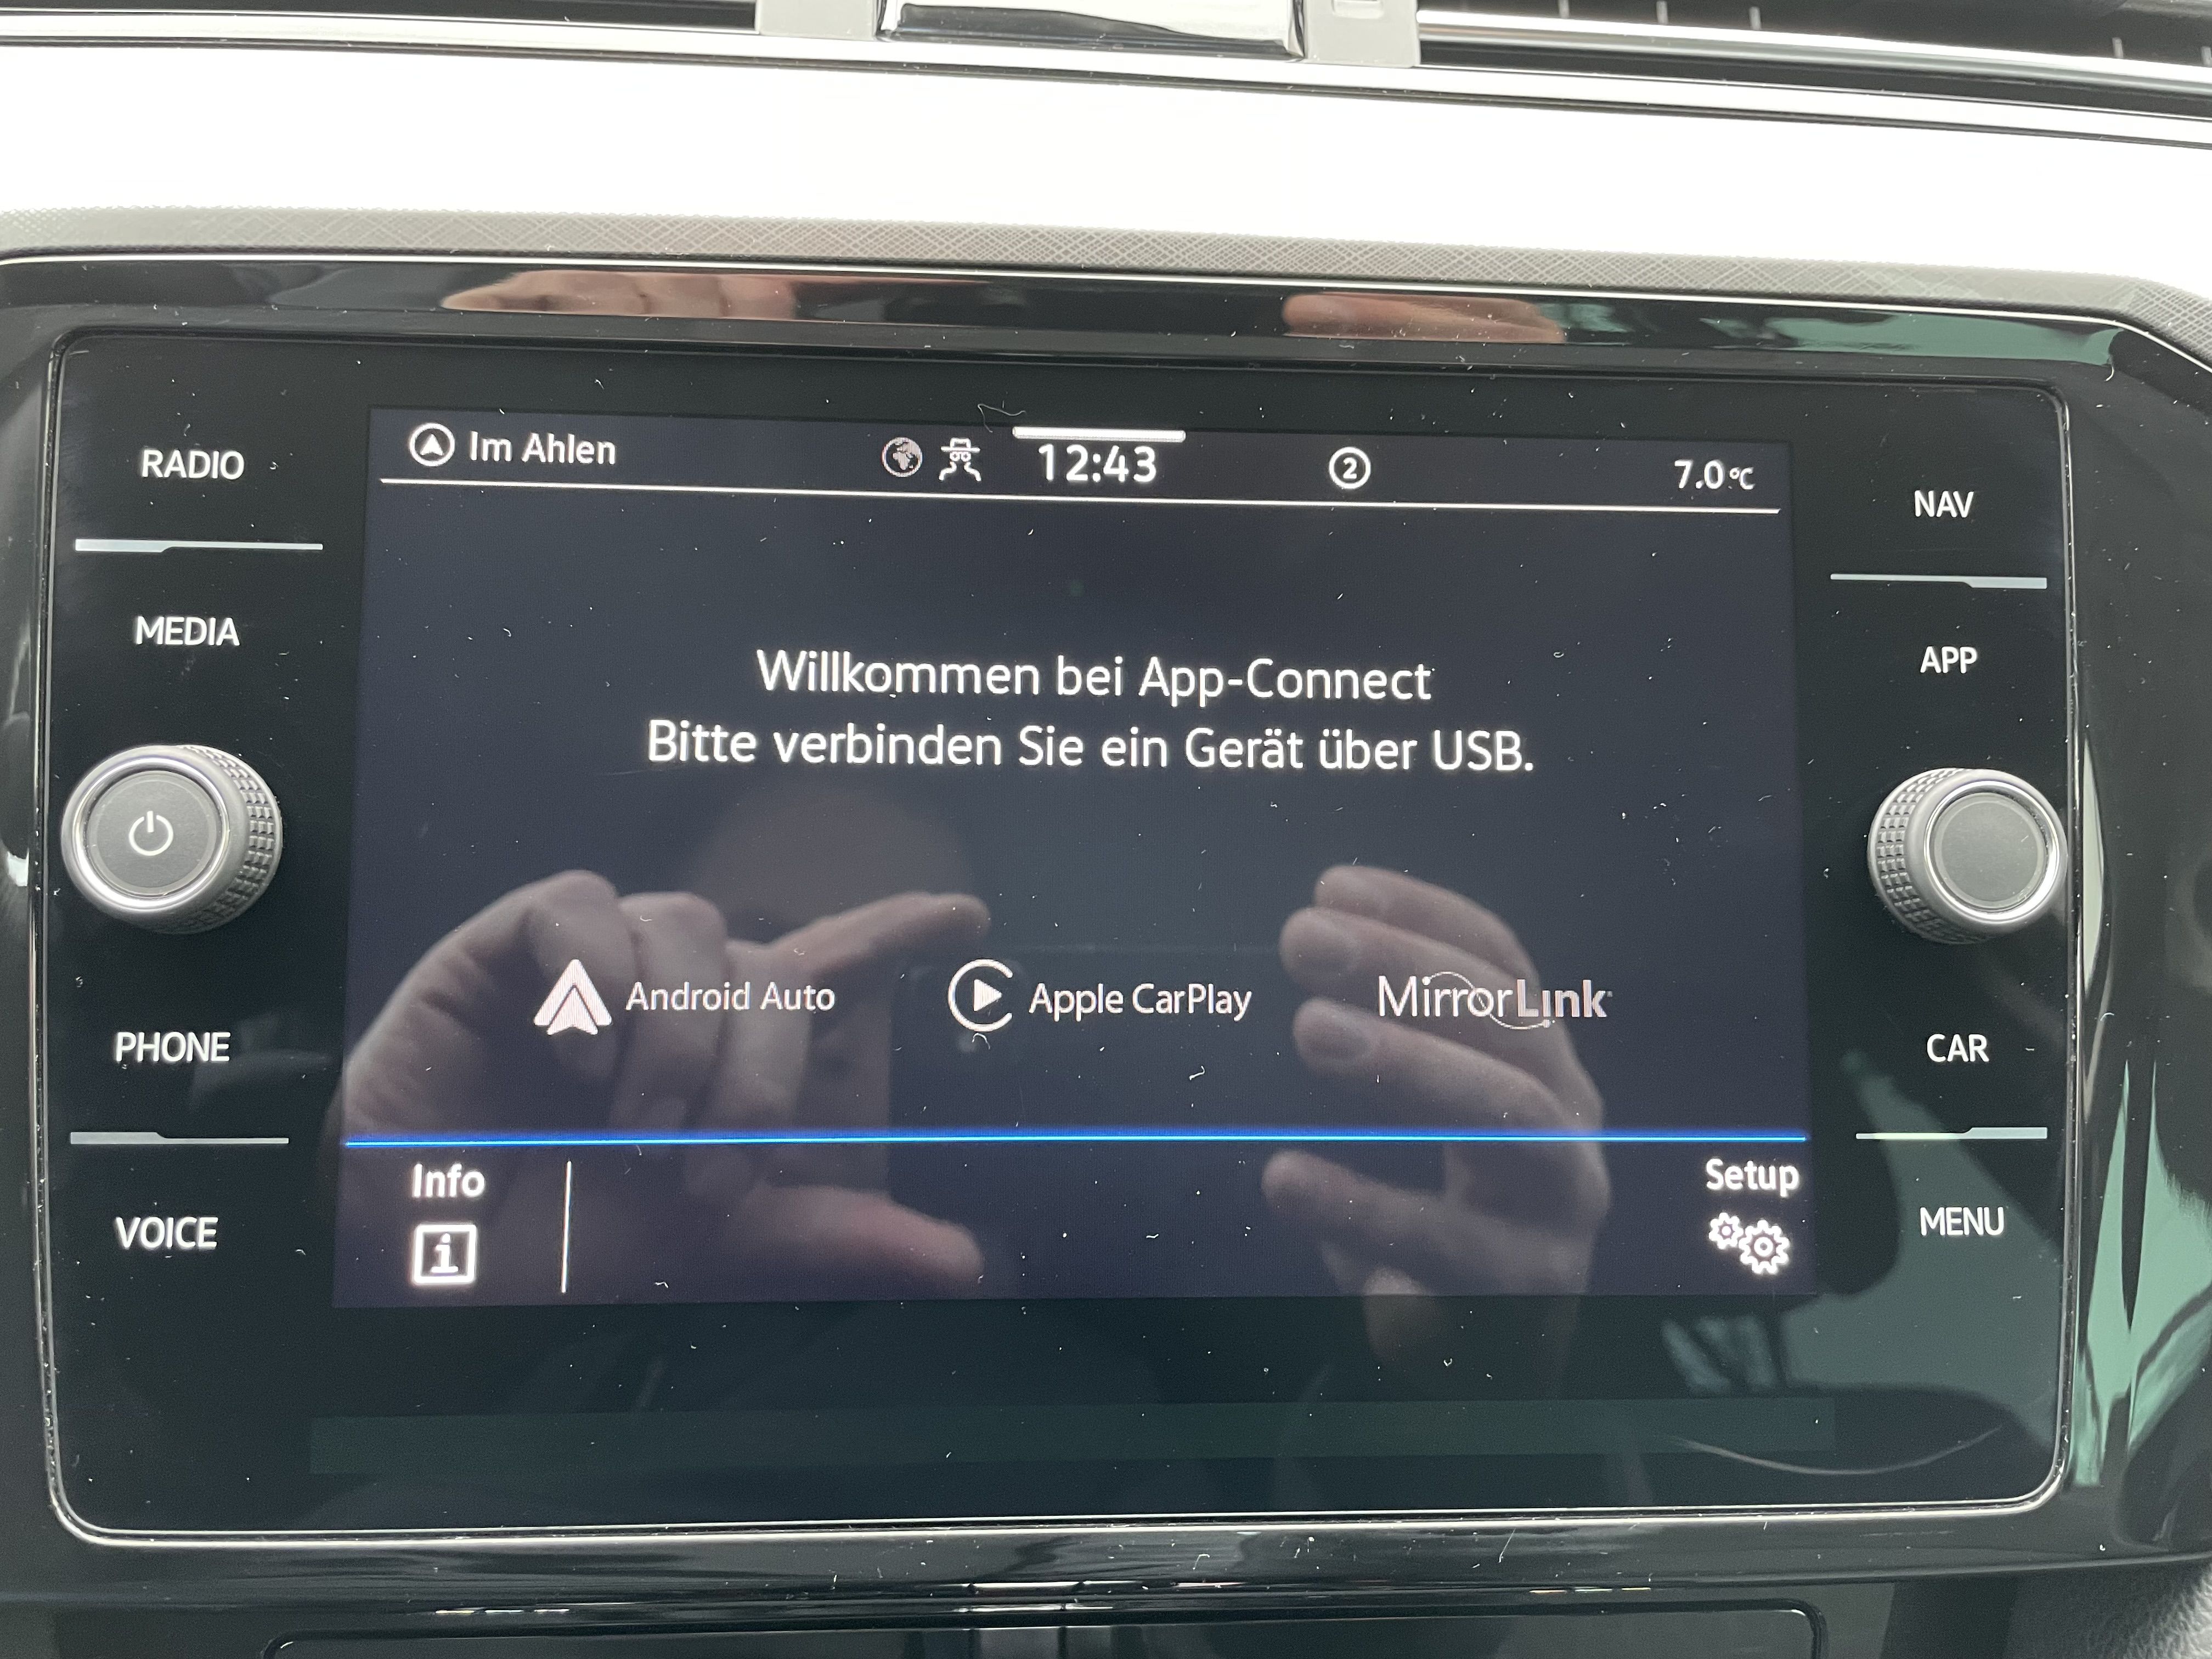 Im Ahlen 12:43 2 7.0°C
RADIO
NAV
MEDIA
APP
Willkommen bei App-Connect
Bitte verbinden Sie ein Gerät über USB.
Android Auto Apple CarPlay MirrorLink
PHONE
CAR
Info
Setup
VOICE
MENU